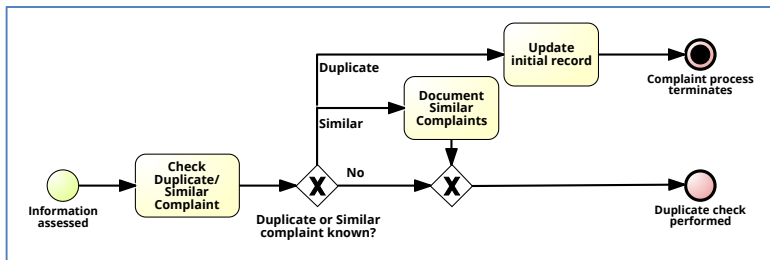 Update
initial record
Duplicate
Complaint process
terminates
Document
Similar
Complaints
Similar
Check
Duplicate/
Similar
Complaint
X
No
X
Information
assessed
Duplicate or Similar
complaint known?
Duplicate check
performed